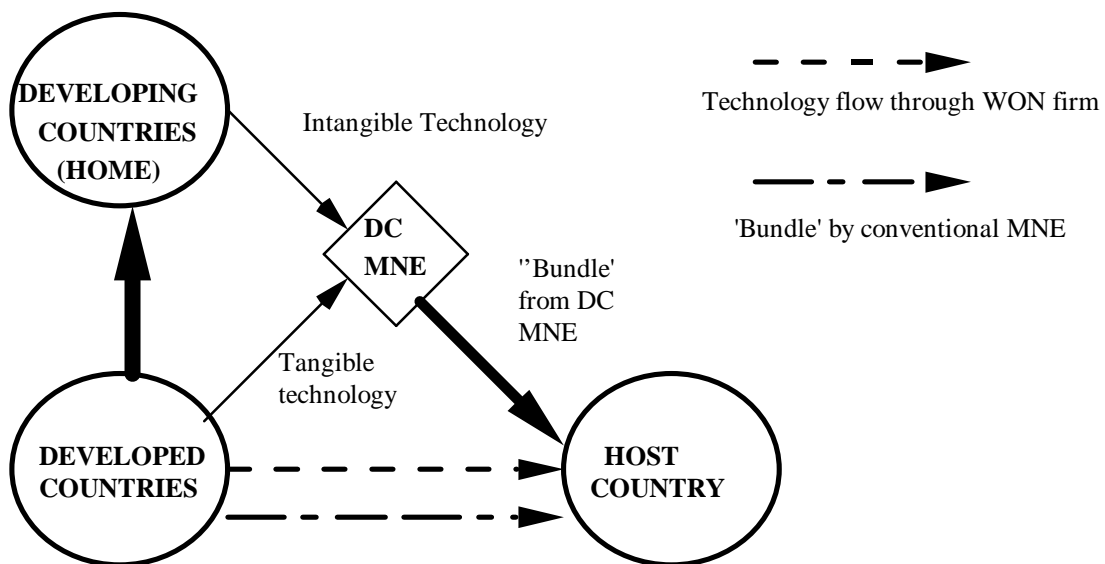 DEVELOPING
COUNTRIES
(HOME)
Intangible Technology
Technology flow through WON firm
'Bundle' by conventional MNE
DC
MNE
''Bundle'
from DC
MNE
Tangible
technology
DEVELOPED
COUNTRIES
HOST
COUNTRY